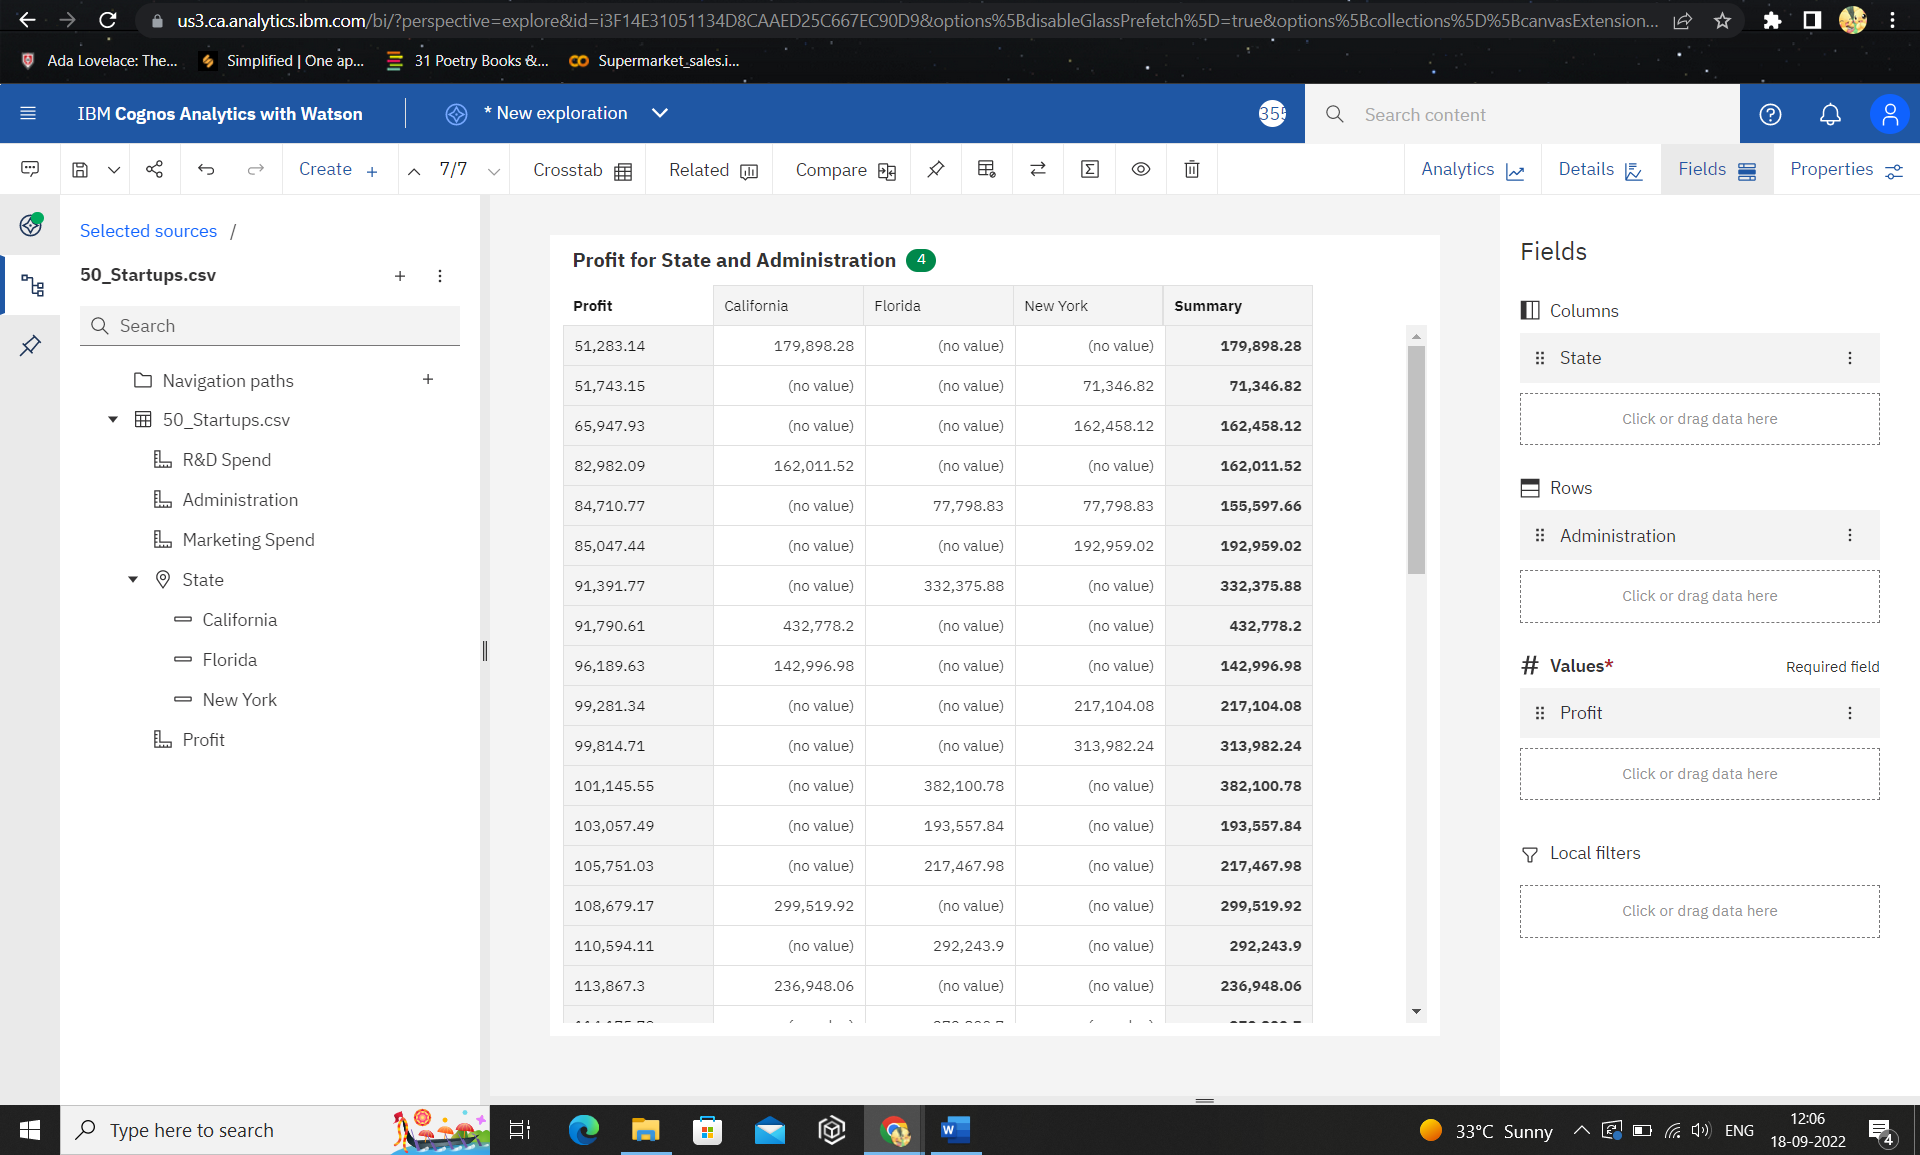 us3.ca.analytics.ibm.com/bi/?perspective=explore&id=i3F14E31051134D8CAAED25C667EC90D9&options%5BdisableGlassPrefetch%5D=true&options%5Bcollections%5D%5BcanvasExtension...
Ada Lovelace: The... Simplified | One ap... 31 Poetry Books &... Supermarket_sales.i...
IBM Cognos Analytics with Watson * New exploration 355 Search content
Create + 7/7 Crosstab Related Compare Analytics Details Fields Properties
Selected sources /
50_Startups.csv
Search
Navigation paths
50_Startups.csv
R&D Spend
Administration
Marketing Spend
State
California
Florida
New York
Profit
Profit for State and Administration 4
Profit California Florida New York Summary
51,283.14 179,898.28 (no value) (no value) 179,898.28
51,743.15 (no value) (no value) 71,346.82 71,346.82
65,947.93 (no value) (no value) 162,458.12 162,458.12
82,982.09 162,011.52 (no value) (no value) 162,011.52
84,710.77 (no value) 77,798.83 77,798.83 155,597.66
85,047.44 (no value) (no value) 192,959.02 192,959.02
91,391.77 (no value) 332,375.88 (no value) 332,375.88
91,790.61 432,778.2 (no value) (no value) 432,778.2
96,189.63 142,996.98 (no value) (no value) 142,996.98
99,281.34 (no value) (no value) 217,104.08 217,104.08
99,814.71 (no value) (no value) 313,982.24 313,982.24
101,145.55 (no value) 382,100.78 (no value) 382,100.78
103,057.49 (no value) 193,557.84 (no value) 193,557.84
105,751.03 (no value) 217,467.98 (no value) 217,467.98
108,679.17 299,519.92 (no value) (no value) 299,519.92
110,594.11 (no value) 292,243.9 (no value) 292,243.9
113,867.3 236,948.06 (no value) (no value) 236,948.06
Fields
Columns
State
Click or drag data here
Rows
Administration
Click or drag data here
# Values* Required field
Profit
Click or drag data here
Local filters
Click or drag data here
Type here to search
33°C Sunny ENG
12:06
18-09-2022
4